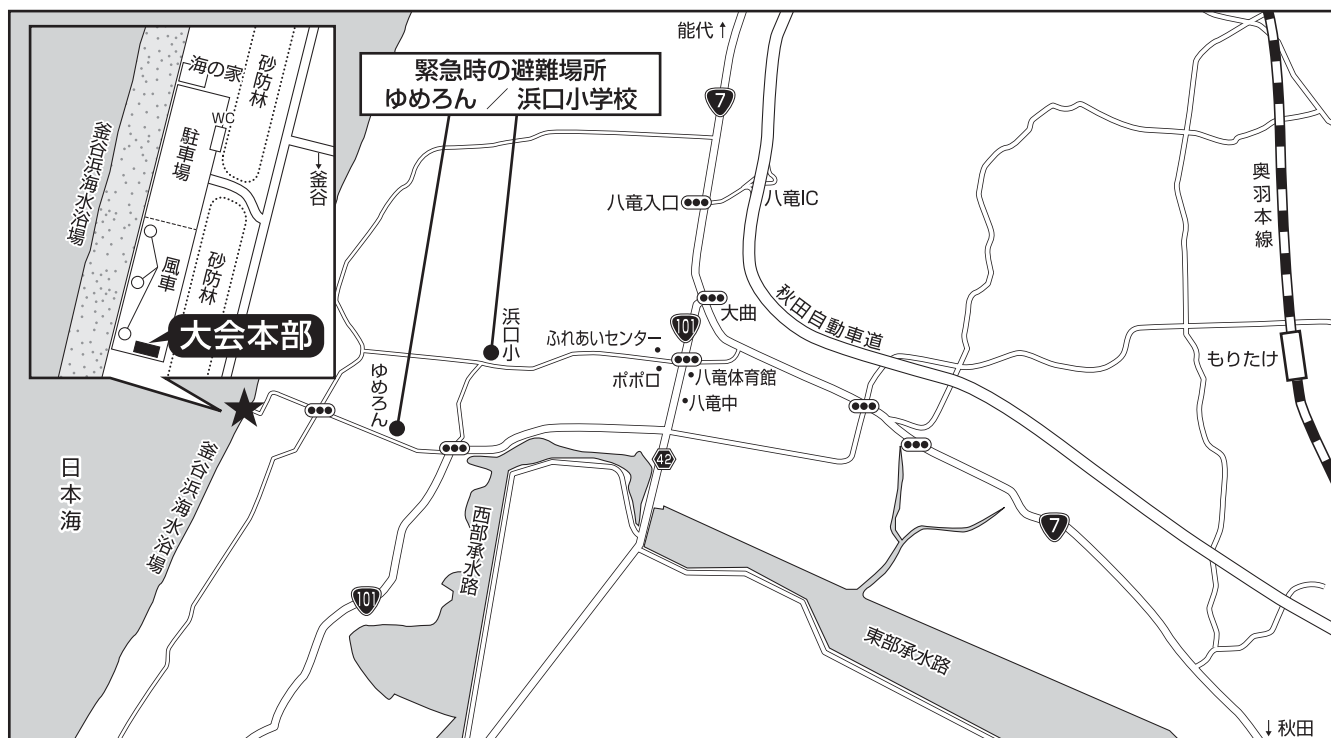 能代↑
緊急時の避難場所
ゆめろん ／ 浜口小学校
海の家
砂防林
WC
駐車場
釜谷浜海水浴場
↓釜谷
風車
砂防林
大会本部
7
八竜入口
八竜IC
奥羽本線
大曲
秋田自動車道
101
浜口小
ふれあいセンター
ポポロ
八竜体育館
八竜中
もりたけ
ゆめろん
42
日本海
釜谷浜海水浴場
西部承水路
7
101
東部承水路
↓秋田